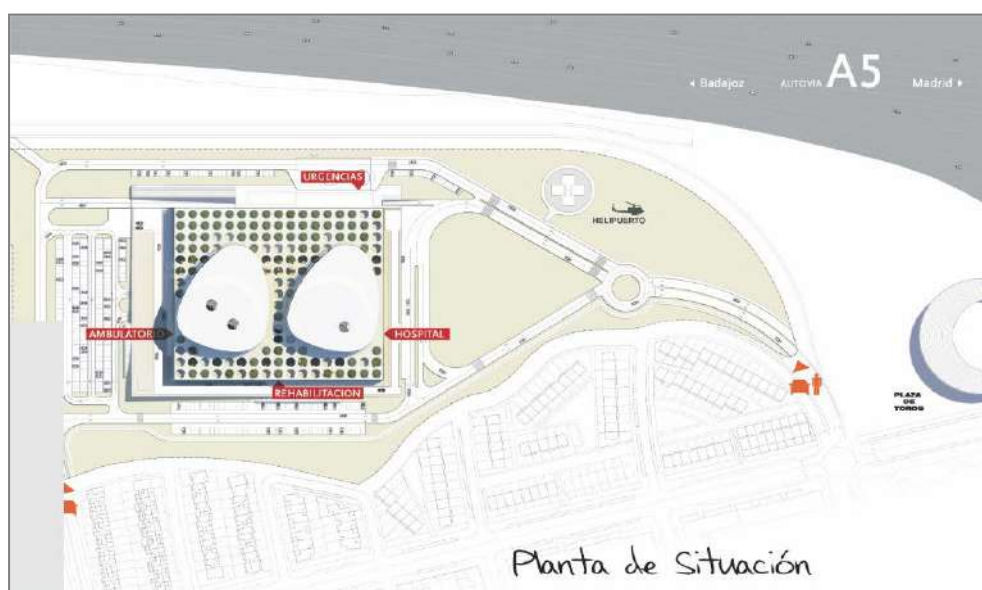 ◂ Badajoz AUTOVIA A5 Madrid ▸
URGENCIAS
HELIPUERTO
AMBULATORIO
HOSPITAL
REHABILITACION
PLAZA
DE
TOROS
Planta de Situación